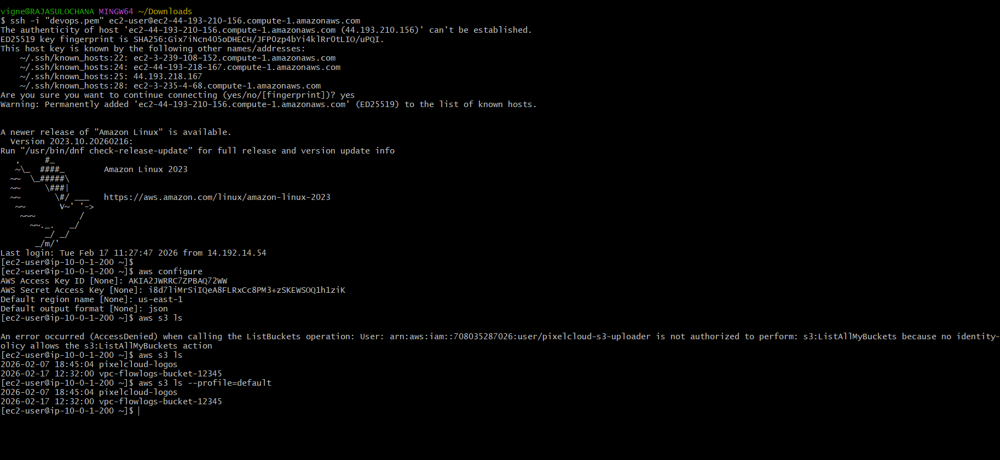 vigne@RAJASULOCHANA MINGW64 ~/Downloads
$ ssh -i "devops.pem" ec2-user@ec2-44-193-210-156.compute-1.amazonaws.com
The authenticity of host 'ec2-44-193-210-156.compute-1.amazonaws.com (44.193.210.156)' can't be established.
ED25519 key fingerprint is SHA256:Gix7iNcn4O5oDHECH/JFP0zp4bYi4klRr0tLIO/uPQI.
This host key is known by the following other names/addresses:
    ~/.ssh/known_hosts:22: ec2-3-239-108-152.compute-1.amazonaws.com
    ~/.ssh/known_hosts:24: ec2-44-193-218-167.compute-1.amazonaws.com
    ~/.ssh/known_hosts:25: 44.193.218.167
    ~/.ssh/known_hosts:28: ec2-3-235-4-68.compute-1.amazonaws.com
Are you sure you want to continue connecting (yes/no/[fingerprint])? yes
Warning: Permanently added 'ec2-44-193-210-156.compute-1.amazonaws.com' (ED25519) to the list of known hosts.
A newer release of "Amazon Linux" is available.
  Version 2023.10.20260216:
Run "/usr/bin/dnf check-release-update" for full release and version update info
   ,     #_
   ~\_  ####_        Amazon Linux 2023
  ~~  \_#####\
  ~~     \###|
  ~~       \#/ ___   https://aws.amazon.com/linux/amazon-linux-2023
   ~~       V~' '->
    ~~~         /
      ~~._.   _/
         _/ _/
       _/m/'
Last login: Tue Feb 17 11:27:47 2026 from 14.192.14.54
[ec2-user@ip-10-0-1-200 ~]$
[ec2-user@ip-10-0-1-200 ~]$ aws configure
AWS Access Key ID [None]: AKIA2JWRRC7ZPBAQ72WW
AWS Secret Access Key [None]: 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
Default region name [None]: us-east-1
Default output format [None]: json
[ec2-user@ip-10-0-1-200 ~]$ aws s3 ls
An error occurred (AccessDenied) when calling the ListBuckets operation: User: arn:aws:iam::708035287026:user/pixelcloud-s3-uploader is not authorized to perform: s3:ListAllMyBuckets because no identity-
olicy allows the s3:ListAllMyBuckets action
[ec2-user@ip-10-0-1-200 ~]$ aws s3 ls
2026-02-07 18:45:04 pixelcloud-logos
2026-02-17 12:32:00 vpc-flowlogs-bucket-12345
[ec2-user@ip-10-0-1-200 ~]$ aws s3 ls --profile=default
2026-02-07 18:45:04 pixelcloud-logos
2026-02-17 12:32:00 vpc-flowlogs-bucket-12345
[ec2-user@ip-10-0-1-200 ~]$